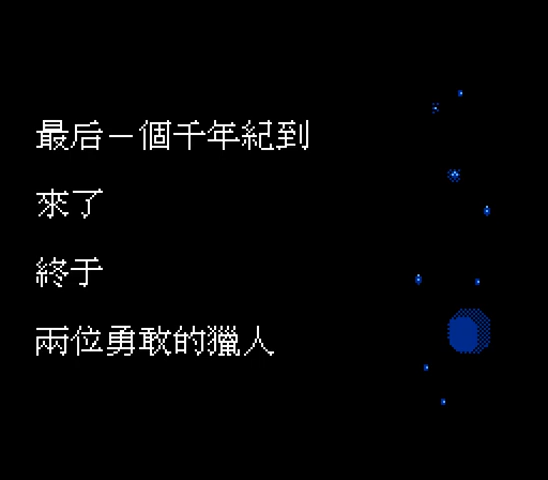 最后一個千年紀到
來了
終于
兩位勇敢的獵人